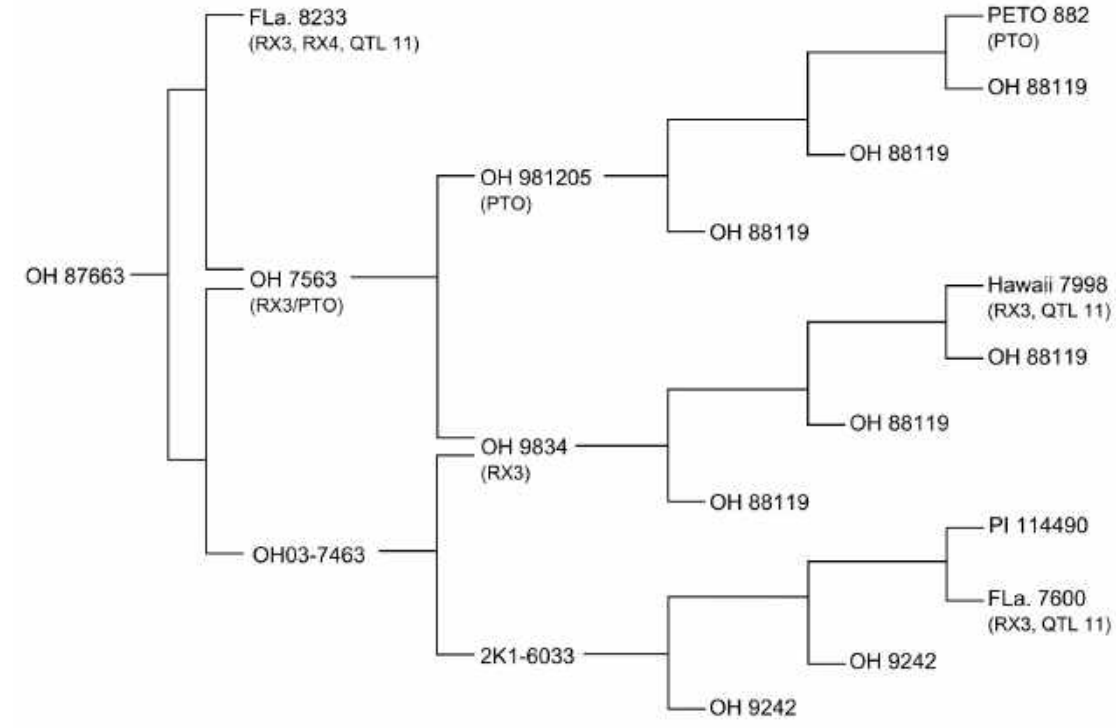 FLa. 8233
(RX3, RX4, QTL 11)
PETO 882
(PTO)
OH 88119
OH 88119
OH 981205
(PTO)
OH 88119
OH 87663
OH 7563
(RX3/PTO)
Hawaii 7998
(RX3, QTL 11)
OH 88119
OH 88119
OH 9834
(RX3)
OH 88119
PI 114490
OH03-7463
FLa. 7600
(RX3, QTL 11)
2K1-6033
OH 9242
OH 9242